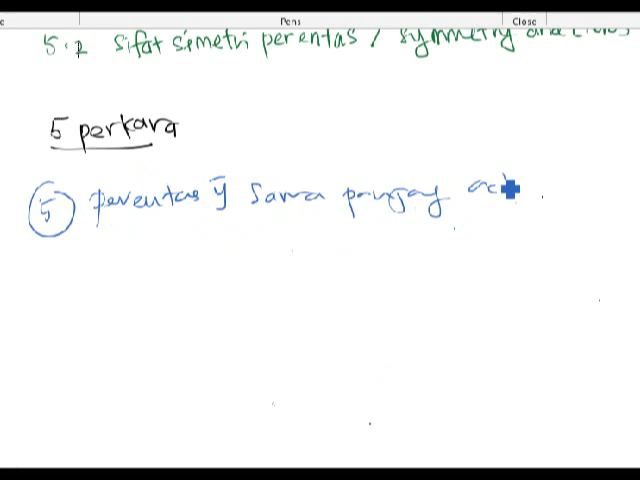 Pens Close
5.2 Sifat simetri perentas / symmetry
5 perkara
5 perentas ȳ sama panjang